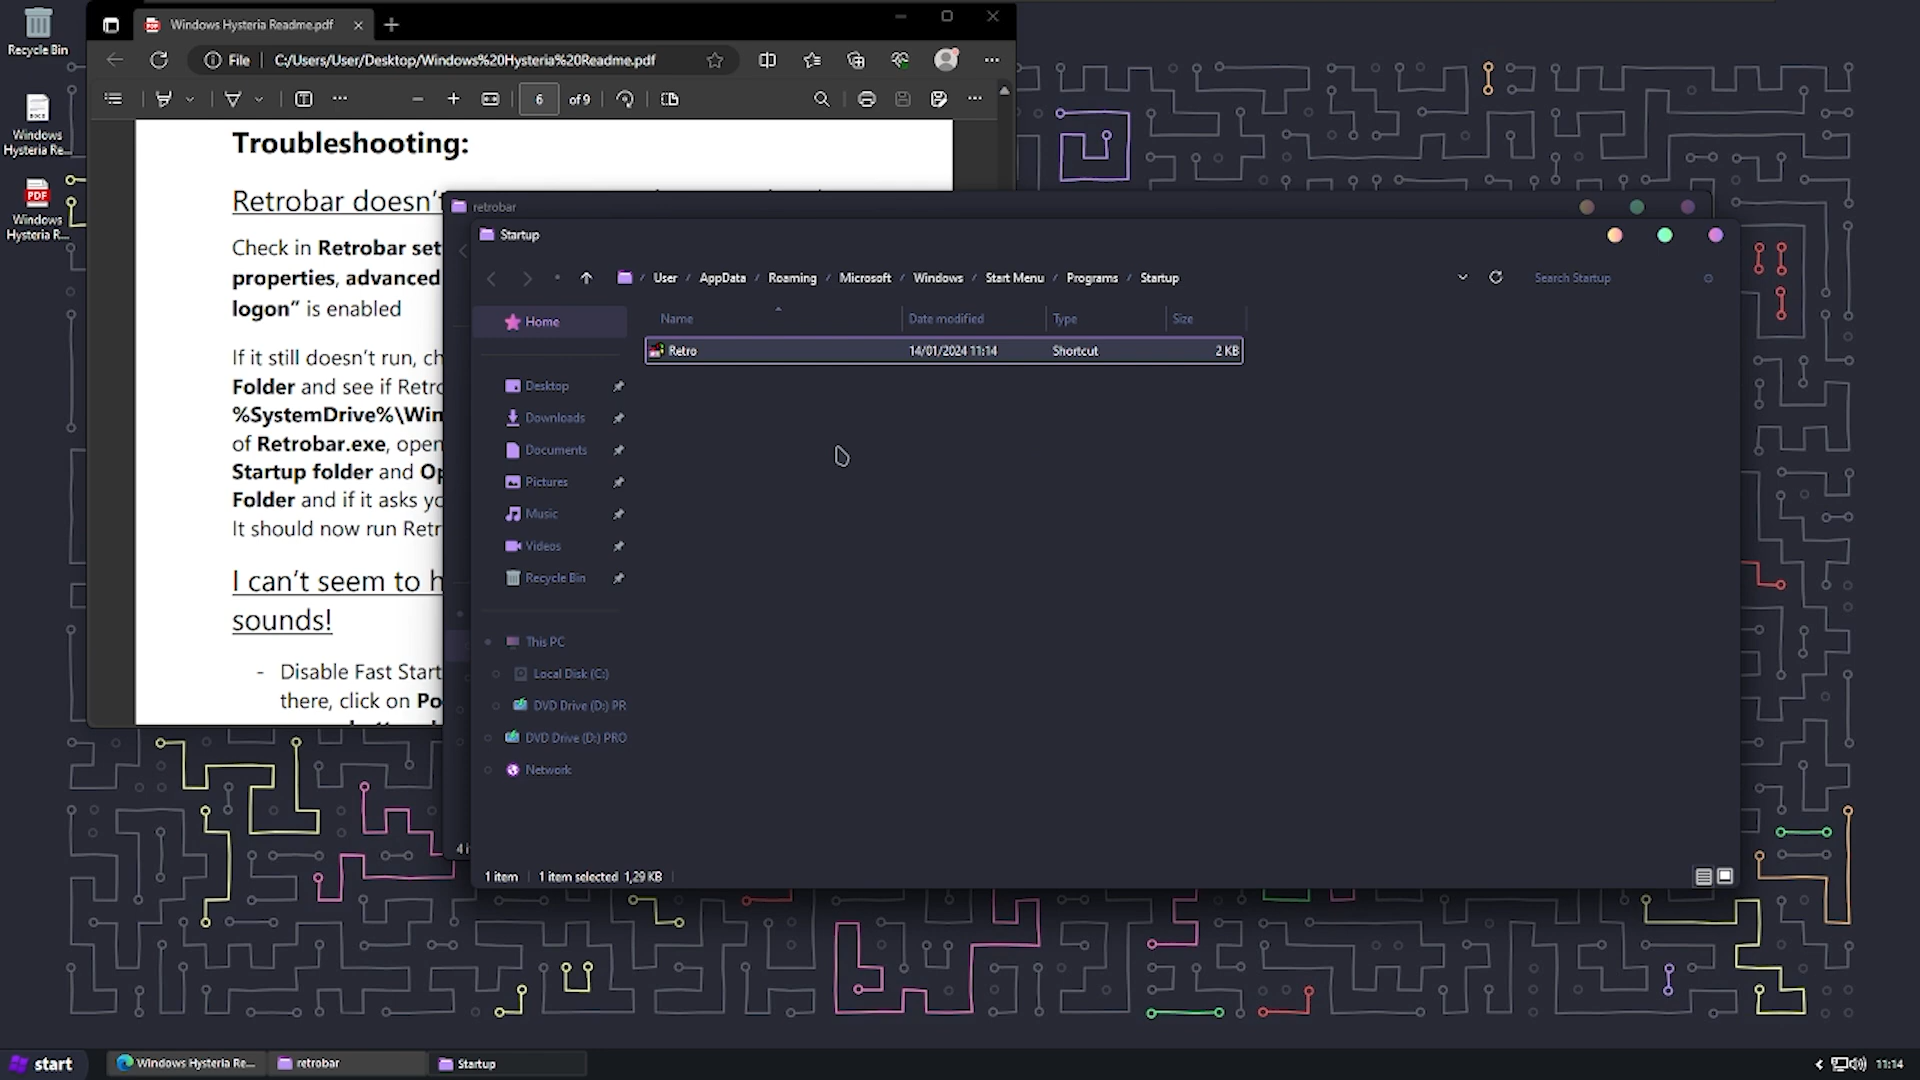 Recycle Bin
Windows
Hysteria Re...
PDF
Windows
Hysteria R...
Windows Hysteria Readme.pdf
File
C:/Users/User/Desktop/Windows%20Hysteria%20Readme.pdf
6 of 9
Troubleshooting:
Retrobar doesn't
Check in Retrobar set
properties, advanced
logon” is enabled
If it still doesn't run, ch
Folder and see if Retro
%SystemDrive%\Win
of Retrobar.exe, open
Startup folder and Op
Folder and if it asks yo
It should now run Retr
I can't seem to h
sounds!
- Disable Fast Start
there, click on Po
retrobar
Startup
/ User / AppData / Roaming / Microsoft / Windows / Start Menu / Programs / Startup
Search Startup
Name
Date modified
Type
Size
Retro
14/01/2024 11:14
Shortcut
2 KB
Home
Desktop
Downloads
Documents
Pictures
Music
Videos
Recycle Bin
This PC
Local Disk (C:)
DVD Drive (D:) PR
DVD Drive (D:) PRO
Network
4 i
1 item
1 item selected 1,29 KB
start
Windows Hysteria Re...
retrobar
Startup
11:14